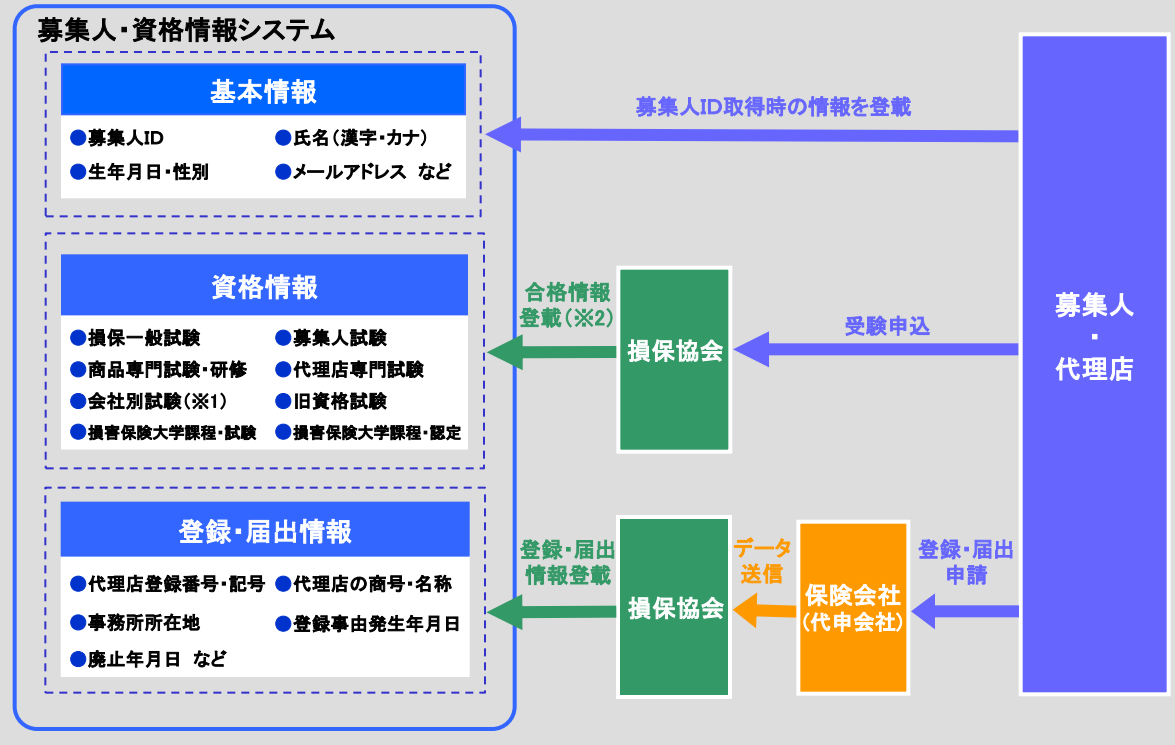 募集人・資格情報システム
基本情報
●募集人ID
●氏名(漢字・カナ)
●生年月日・性別
●メールアドレス など
募集人ID取得時の情報を登載
資格情報
●損保一般試験
●募集人試験
●商品専門試験・研修
●代理店専門試験
●会社別試験(※1)
●旧資格試験
●損害保険大学課程・試験
●損害保険大学課程・認定
合格情報
登載(※2)
損保協会
受験申込
募集人
・
代理店
登録・届出情報
●代理店登録番号・記号
●代理店の商号・名称
●事務所所在地
●登録事由発生年月日
●廃止年月日 など
登録・届出
情報登載
損保協会
データ
送信
保険会社
(代申会社)
登録・届出
申請